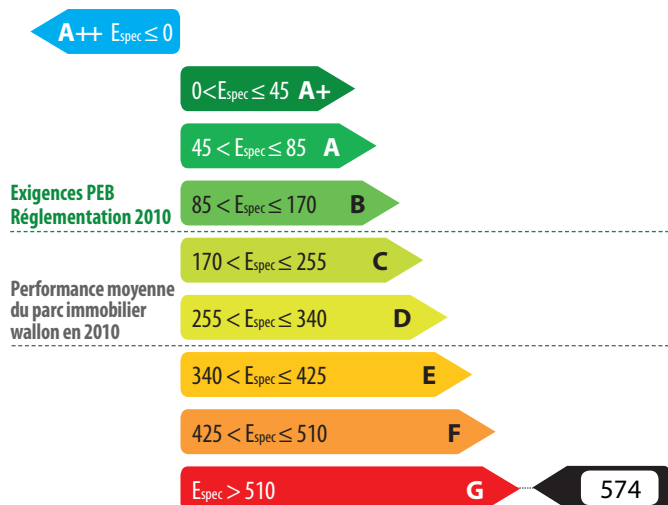 A++ Espec ≤ 0
0<Espec ≤ 45 A+
45 < Espec ≤ 85 A
Exigences PEB
Réglementation 2010
85 < Espec ≤ 170 B
170 < Espec ≤ 255 C
Performance moyenne
du parc immobilier
wallon en 2010
255 < Espec ≤ 340 D
340 < Espec ≤ 425 E
425 < Espec ≤ 510 F
Espec > 510 G 574